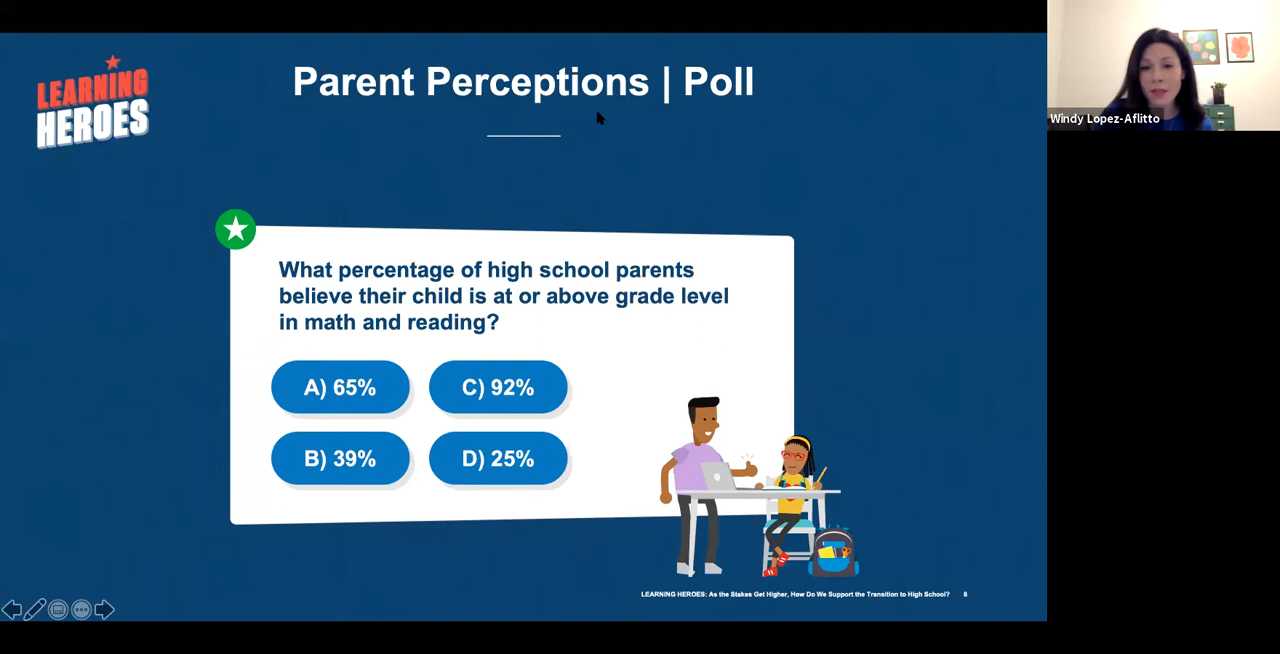 LEARNING
HEROES
Parent Perceptions | Poll
Windy Lopez-Aflitto
What percentage of high school parents
believe their child is at or above grade level
in math and reading?
A) 65%
C) 92%
B) 39%
D) 25%
LEARNING HEROES: As the Stakes Get Higher, How Do We Support the Transition to High School? 8